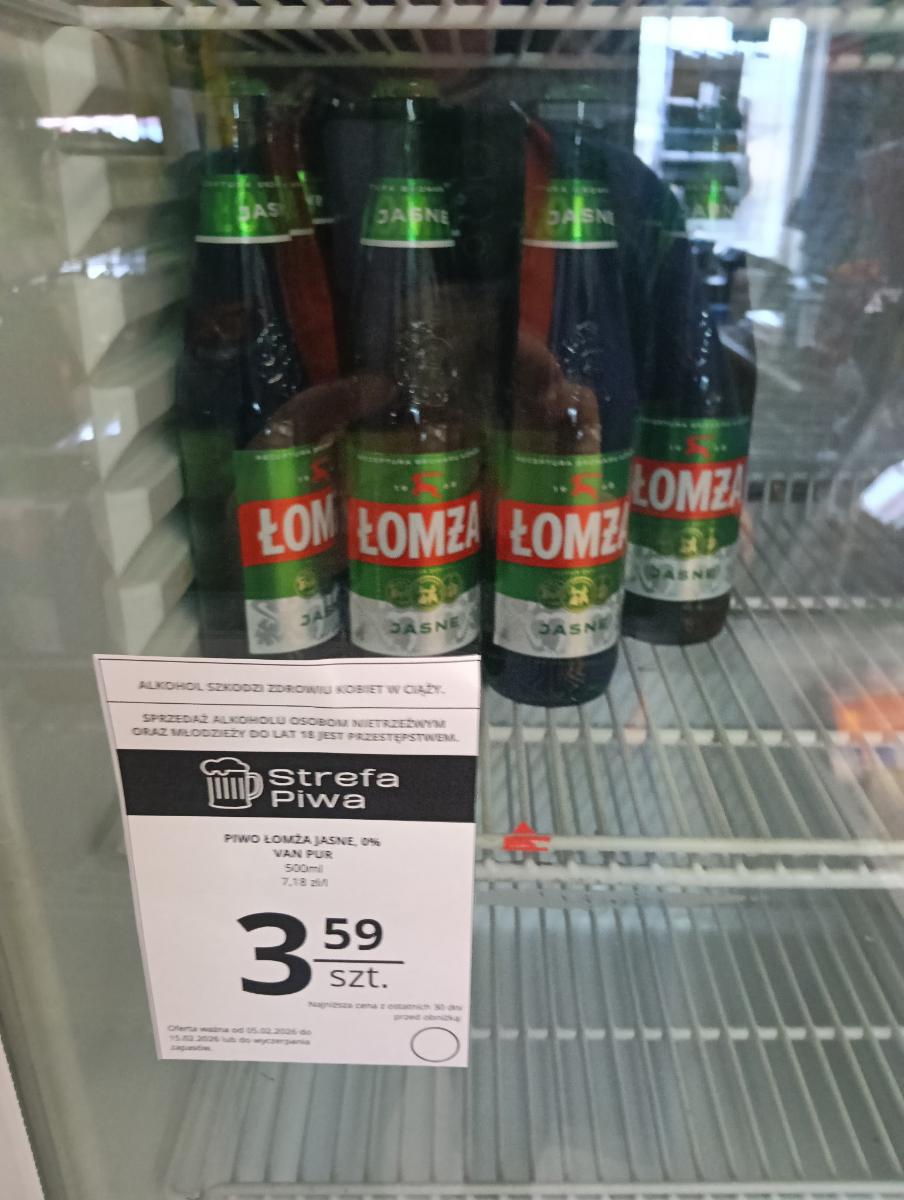 JAS
JASNE
JASNE
ŁOM
ŁOMŻA
ŁOMŻA
ŁOMŻA
JASNE
JASNE
JASNE
ALKOHOL SZKODZI ZDROWIU KOBIET W CIĄŻY.
SPRZEDAŻ ALKOHOLU OSOBOM NIETRZEŹWYM
ORAZ MŁODZIEŻY DO LAT 18 JEST PRZESTĘPSTWEM.
Strefa
Piwa
PIWO ŁOMŻA JASNE, 0%
VAN PUR
500ml
7,18 zł/l
3 59
szt.
Najniższa cena z ostatnich 30 dni
przed obniżką:
Oferta ważna od 05.02.2026 do
15.02.2026 lub do wyczerpania
zapasów.